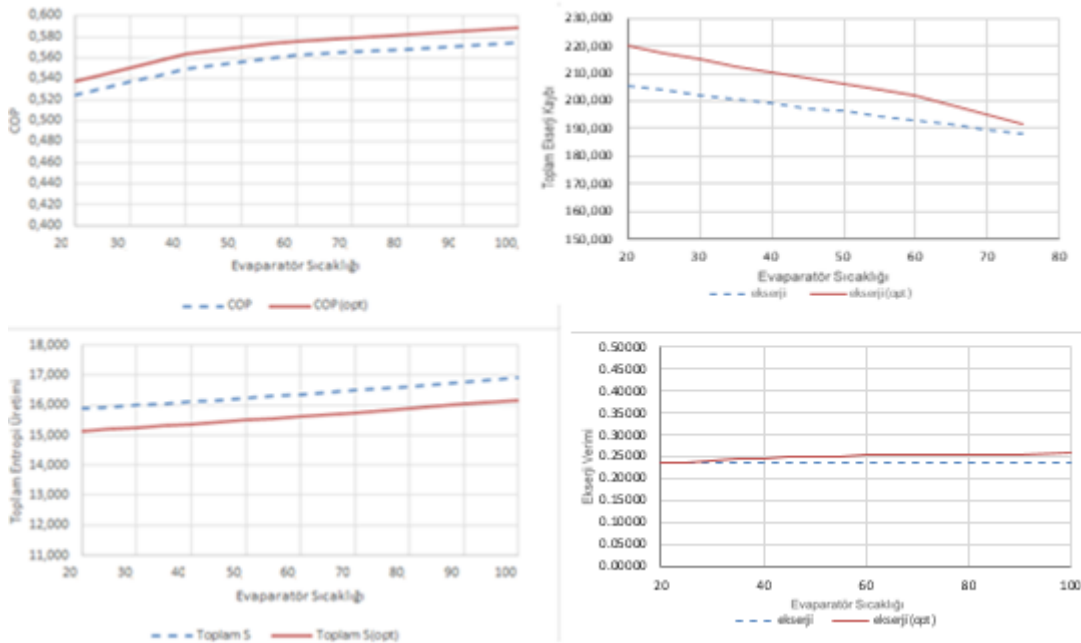 0,600
0,580
0,560
0,540
0,520
0,500
0,480
0,460
0,440
0,420
0,400
COP
20 30 40 50 60 70 80 90 100,
Evaparatör Sıcaklığı
COP COP(opt)
230,000
220,000
210,000
200,000
190,000
180,000
170,000
160,000
150,000
Toplam Ekserji Kaybı
20 30 40 50 60 70 80
Evaparatör Sıcaklığı
ekserji ekserji(opt.)
18,000
17,000
16,000
15,000
14,000
13,000
12,000
11,000
Toplam Entropi Üretimi
20 30, 40 50, 60 70, 80, 90 100
Evaparatör Sıcaklığı
Toplam S Toplam S(opt)
0.50000
0.45000
0.40000
0.35000
0.30000
0.25000
0.20000
0.15000
0.10000
0.05000
0.00000
Ekserji Verimi
20 40 60 80 100
Evaparatör Sıcaklığı
ekserji ekserji(opt.)